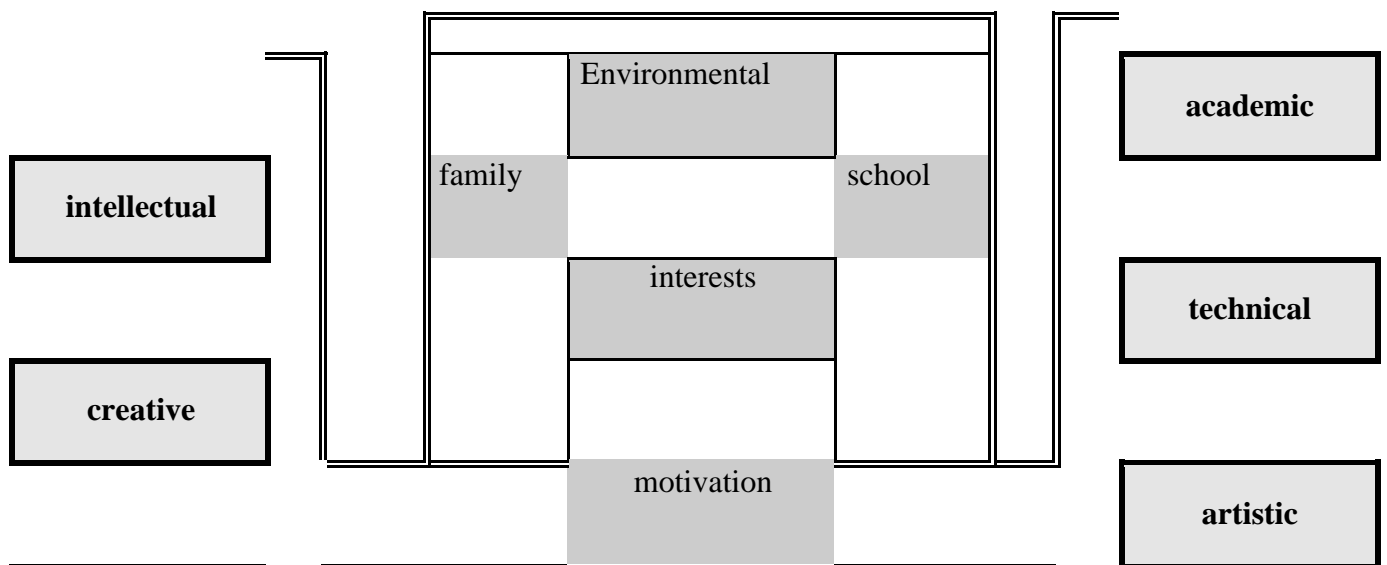 Environmental
academic
family
school
intellectual
interests
technical
creative
motivation
artistic